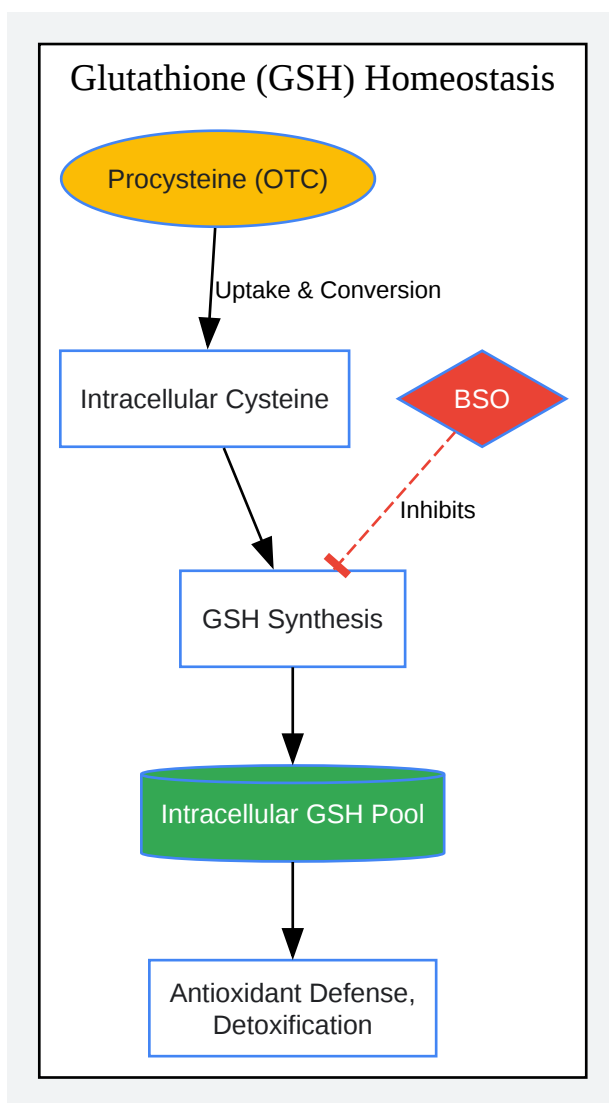 Glutathione (GSH) Homeostasis
Procysteine (OTC)
Uptake & Conversion
Intracellular Cysteine
BSO
Inhibits
GSH Synthesis
Intracellular GSH Pool
Antioxidant Defense,
Detoxification